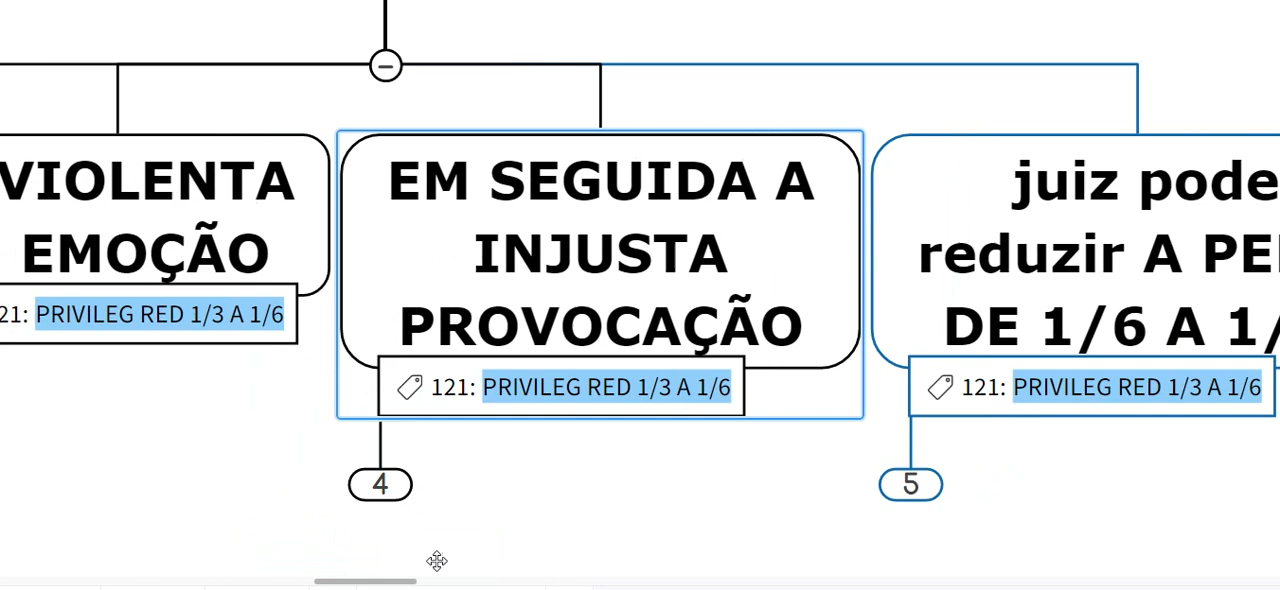 VIOLENTA
EMOÇÃO
21: PRIVILEG RED 1/3 A 1/6
EM SEGUIDA A
INJUSTA
PROVOCAÇÃO
121: PRIVILEG RED 1/3 A 1/6
4
juiz pode
reduzir A PE
DE 1/6 A 1/
121: PRIVILEG RED 1/3 A 1/6
5